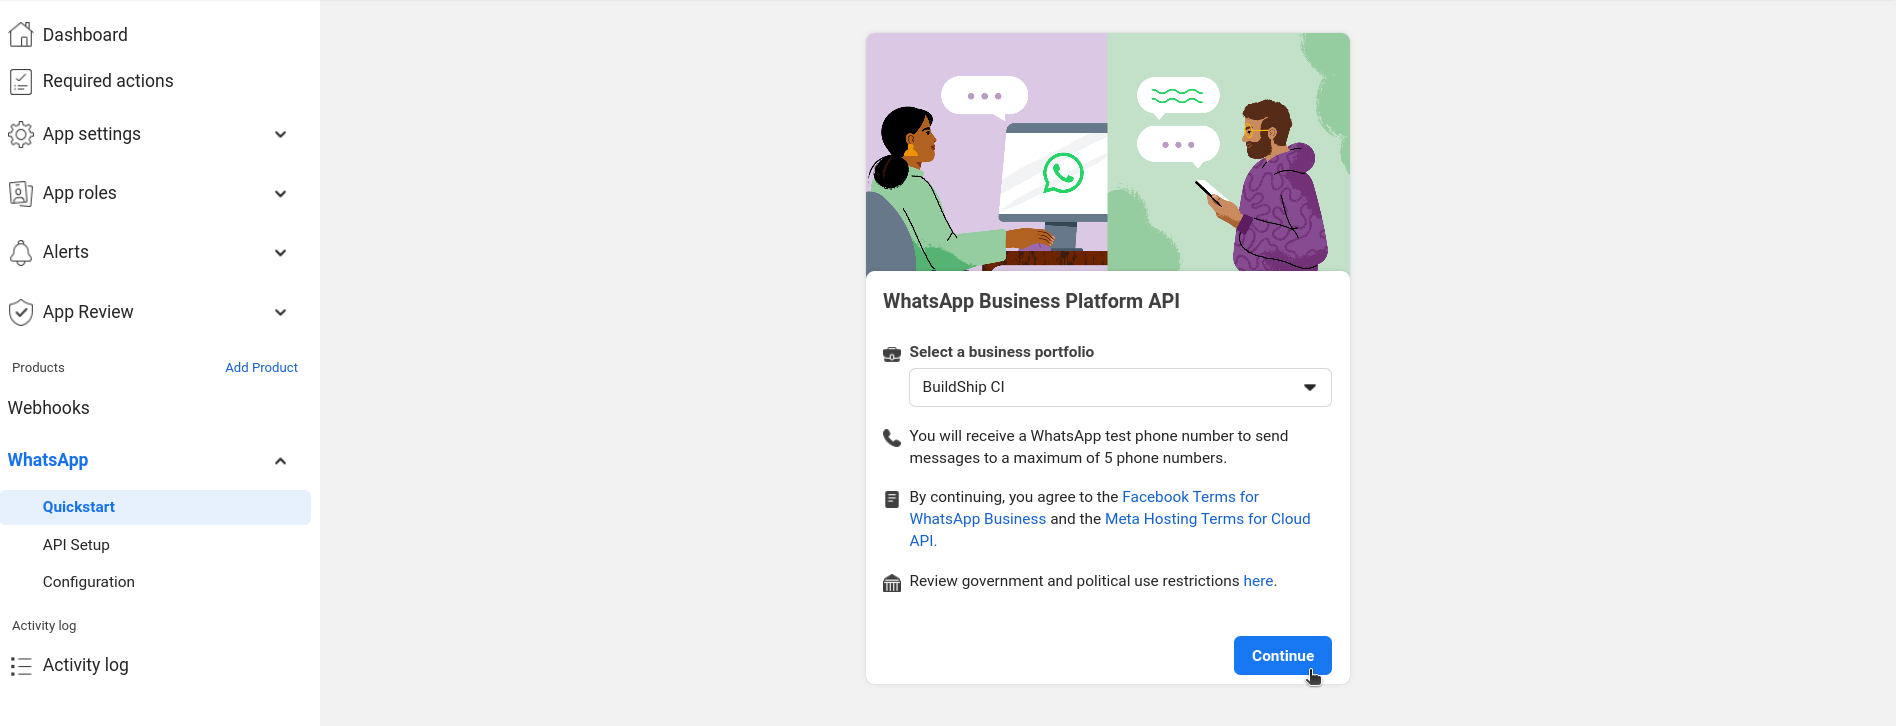 Dashboard
Required actions
App settings
App roles
Alerts
App Review
Products
Add Product
Webhooks
WhatsApp
Quickstart
API Setup
Configuration
Activity log
Activity log
WhatsApp Business Platform API
Select a business portfolio
BuildShip CI
You will receive a WhatsApp test phone number to send
messages to a maximum of 5 phone numbers.
By continuing, you agree to the Facebook Terms for
WhatsApp Business and the Meta Hosting Terms for Cloud
API.
Review government and political use restrictions here.
Continue